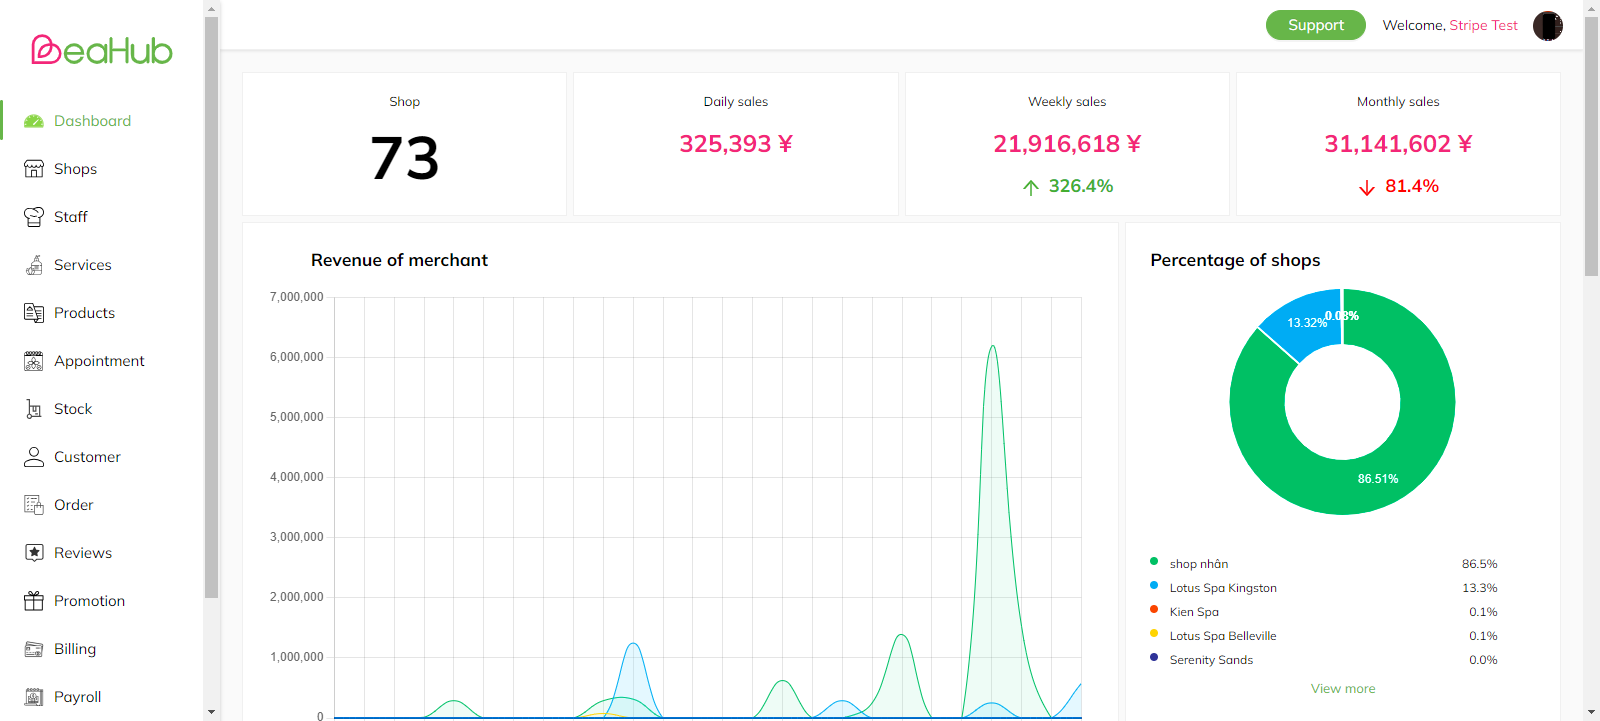 BeaHub
Support
Welcome, Stripe Test
Dashboard
Shops
Staff
Services
Products
Appointment
Stock
Customer
Order
Reviews
Promotion
Billing
Payroll
Shop
73
Daily sales
325,393 ¥
Weekly sales
21,916,618 ¥
326.4%
Monthly sales
31,141,602 ¥
81.4%
Revenue of merchant
7,000,000
6,000,000
5,000,000
4,000,000
3,000,000
2,000,000
1,000,000
0
Percentage of shops
13.32%
86.51%
shop nhân 86.5%
Lotus Spa Kingston 13.3%
Kien Spa 0.1%
Lotus Spa Belleville 0.1%
Serenity Sands 0.0%
View more